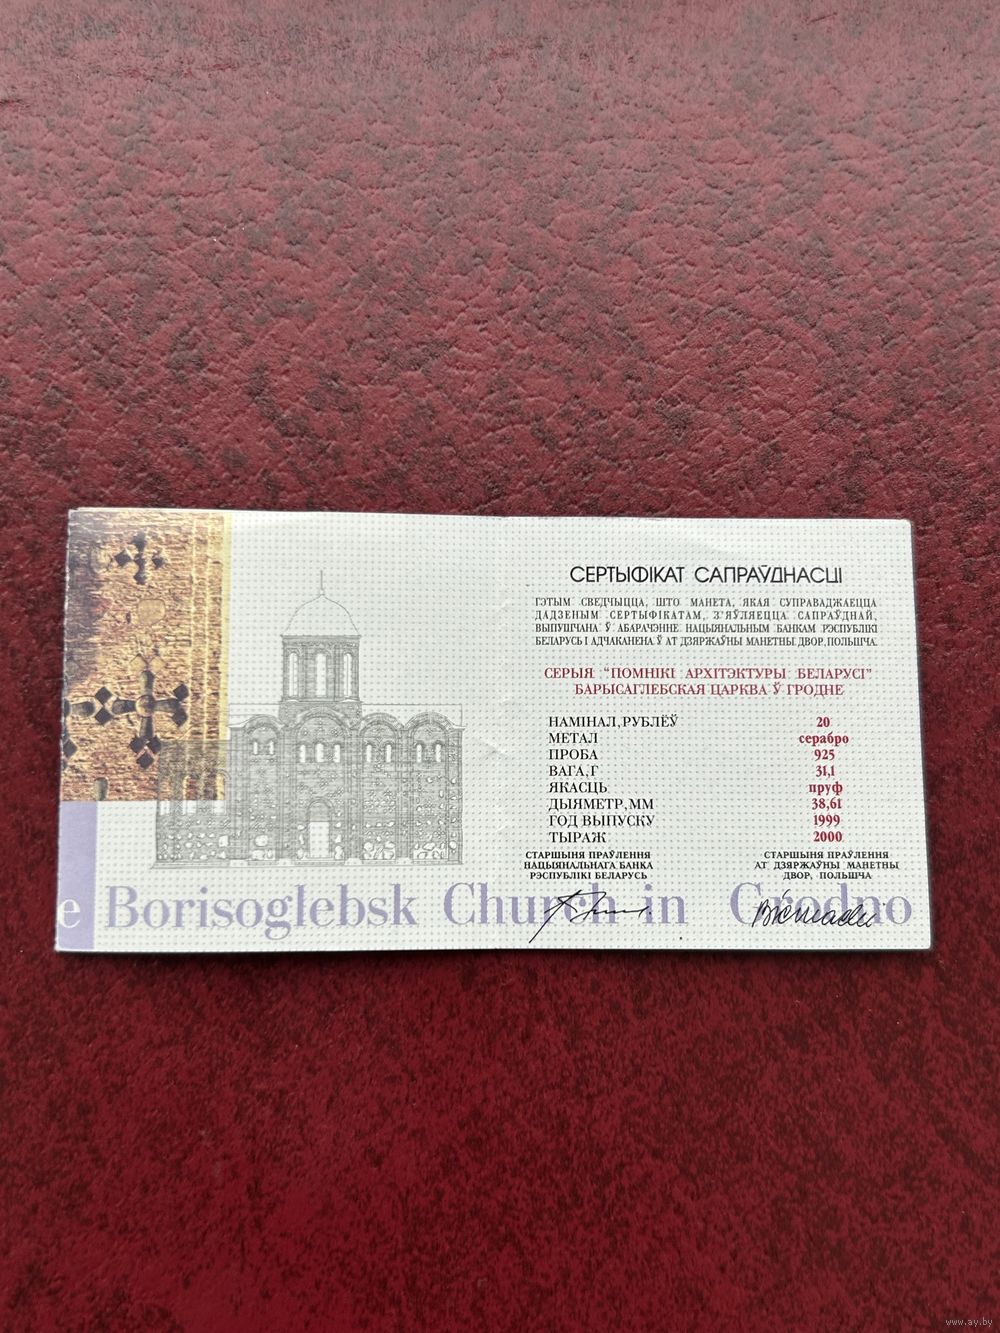 СЕРТЫФІКАТ САПРАЎДНАСЦІ
ГЭТЫМ СВЕДЧЫЦЦА, ШТО МАНЕТА, ЯКАЯ СУПРАВАДЖАЕЦЦА
ДАДЗЕНЫМ СЕРТЫФІКАТАМ, З'ЯЎЛЯЕЦЦА САПРАЎДНАЙ,
ВЫПУШЧАНА Ў АБАРАЧЭННЕ НАЦЫЯНАЛЬНЫМ БАНКАМ РЭСПУБЛІКІ
БЕЛАРУСЬ І АДЧАКАНЕНА Ў АТ ДЗЯРЖАЎНЫ МАНЕТНЫ ДВОР, ПОЛЬШЧА.
СЕРЫЯ "ПОМНІКІ АРХІТЭКТУРЫ БЕЛАРУСІ"
БАРЫСАГЛЕБСКАЯ ЦАРКВА Ў ГРОДНЕ
НАМІНАЛ, РУБЛЁЎ 20
МЕТАЛ серабро
ПРОБА 925
ВАГА, Г 31,1
ЯКАСЦЬ пруф
ДЫЯМЕТР, ММ 38,61
ГОД ВЫПУСКУ 1999
ТЫРАЖ 2000
СТАРШЫНЯ ПРАЎЛЕННЯ
НАЦЫЯНАЛЬНАГА БАНКА
РЭСПУБЛІКІ БЕЛАРУСЬ
СТАРШЫНЯ ПРАЎЛЕННЯ
АТ ДЗЯРЖАЎНЫ МАНЕТНЫ
ДВОР, ПОЛЬШЧА
e Borisoglebsk Church in Grodno
www.ay.by